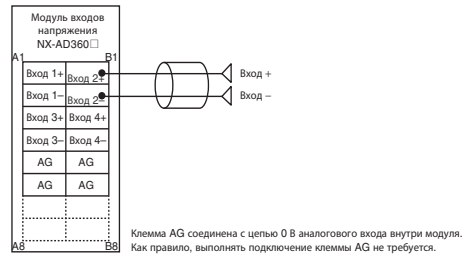 Модуль входов
напряжения
NX-AD360□
A1 B1
Вход 1+ Вход 2+ Вход +
Вход 1– Вход 2– Вход –
Вход 3+ Вход 4+
Вход 3– Вход 4–
AG AG
AG AG
A8 B8
Клемма AG соединена с цепью 0 В аналогового входа внутри модуля.
Как правило, выполнять подключение клеммы AG не требуется.